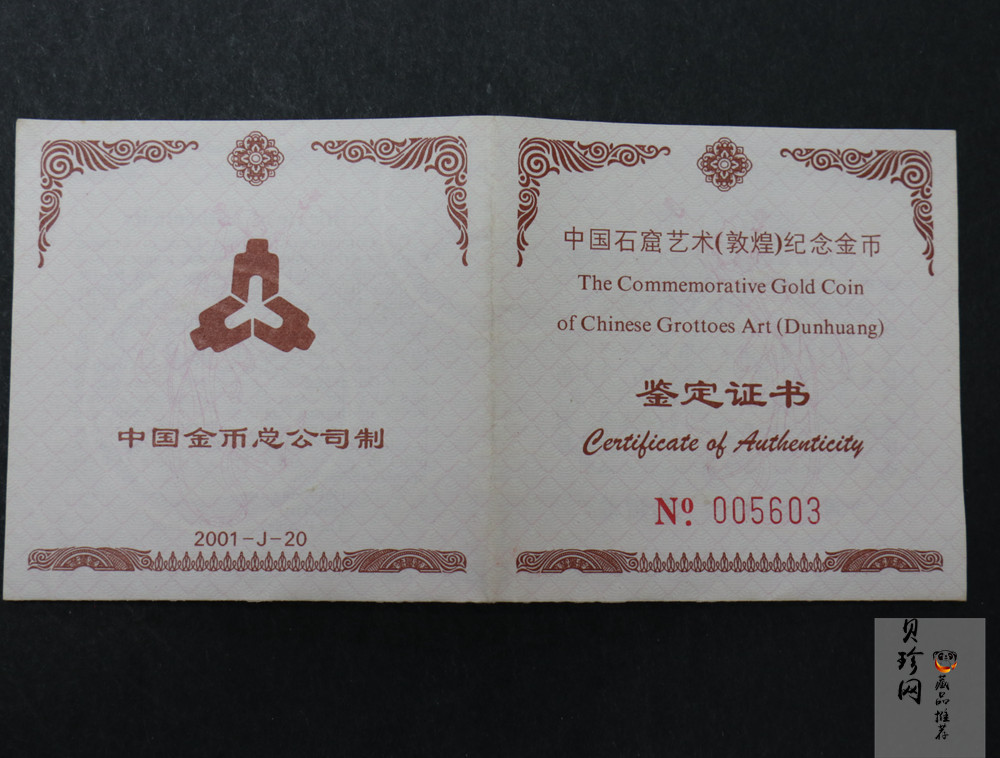 中国金币总公司制
2001-J-20
中国石窟艺术(敦煌)纪念金币
The Commemorative Gold Coin
of Chinese Grottoes Art (Dunhuang)
鉴定证书
Certificate of Authenticity
Nº 005603
贝珍网
藏品推荐